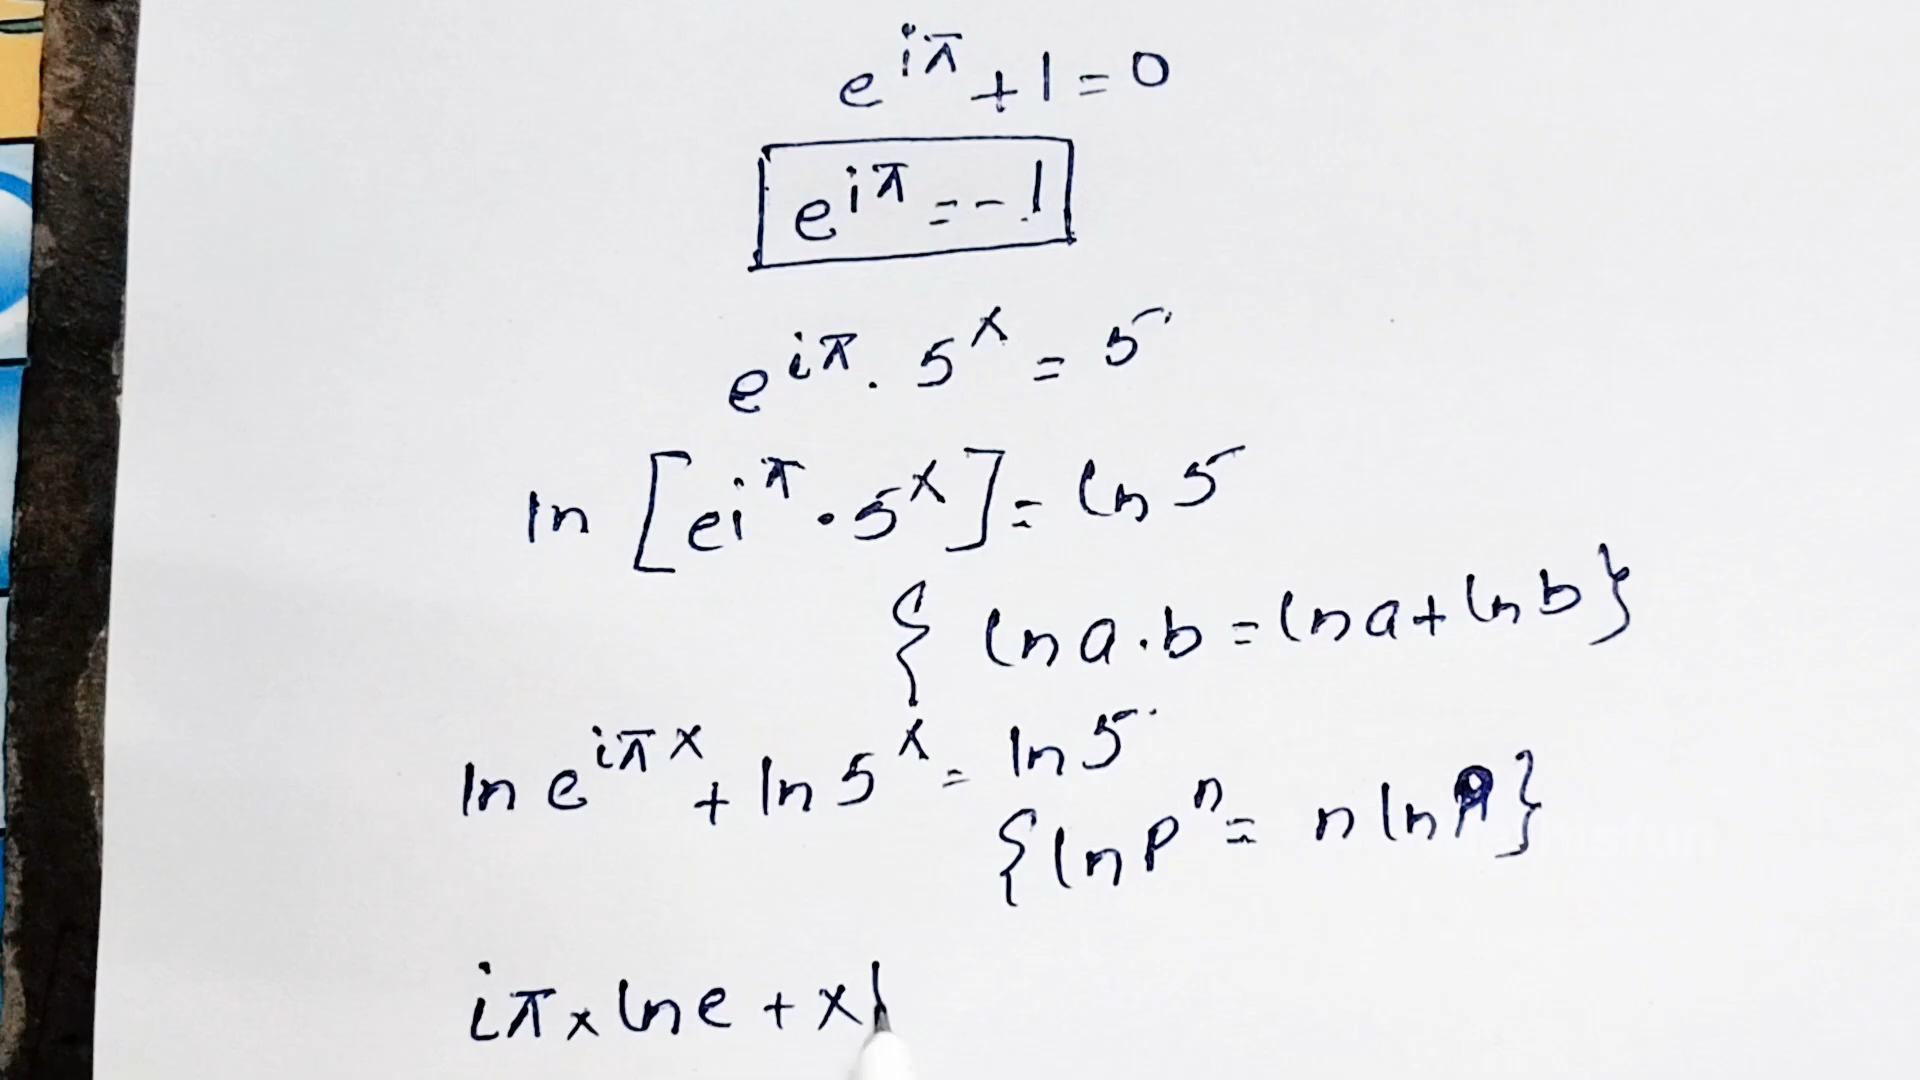 e^{iπ} + 1 = 0
e^{iπ} = -1
e^{iπ} . 5^x = 5
ln [e^{iπ} . 5^x] = ln 5
{ ln a.b = ln a + ln b }
ln e^{iπx} + ln 5^x = ln 5
{ ln P^n = n ln P }
iπx ln e + x l